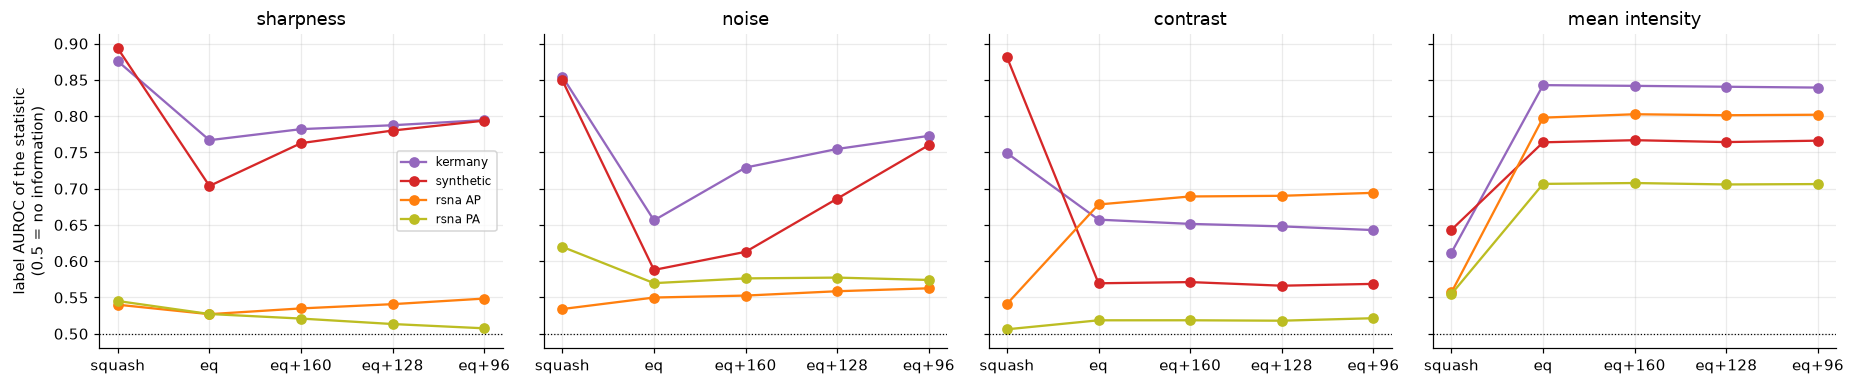 sharpness
noise
contrast
mean intensity
label AUROC of the statistic
(0.5 = no information)
0.90
0.85
0.80
0.75
0.70
0.65
0.60
0.55
0.50
kermany
synthetic
rsna AP
rsna PA
squash eq eq+160 eq+128 eq+96
squash eq eq+160 eq+128 eq+96
squash eq eq+160 eq+128 eq+96
squash eq eq+160 eq+128 eq+96